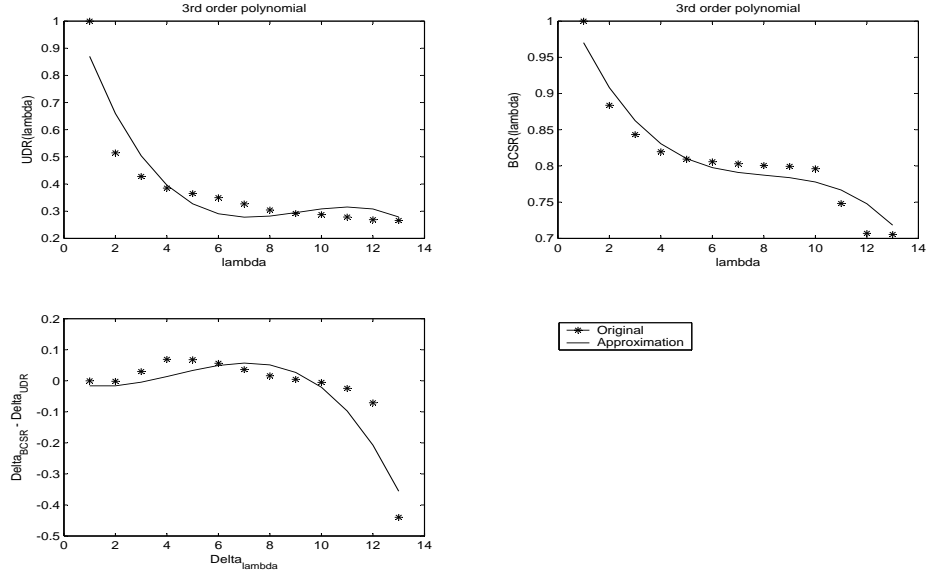 3rd order polynomial
1
0.9
0.8
0.7
0.6
0.5
0.4
0.3
0.2
UDR(lambda)
0 2 4 6 8 10 12 14
lambda
3rd order polynomial
1
0.95
0.9
0.85
0.8
0.75
0.7
BCSR(lambda)
0 2 4 6 8 10 12 14
lambda
0.2
0.1
0
-0.1
-0.2
-0.3
-0.4
-0.5
Delta_BCSR - Delta_UDR
0 2 4 6 8 10 12 14
Delta_lambda
Original
Approximation